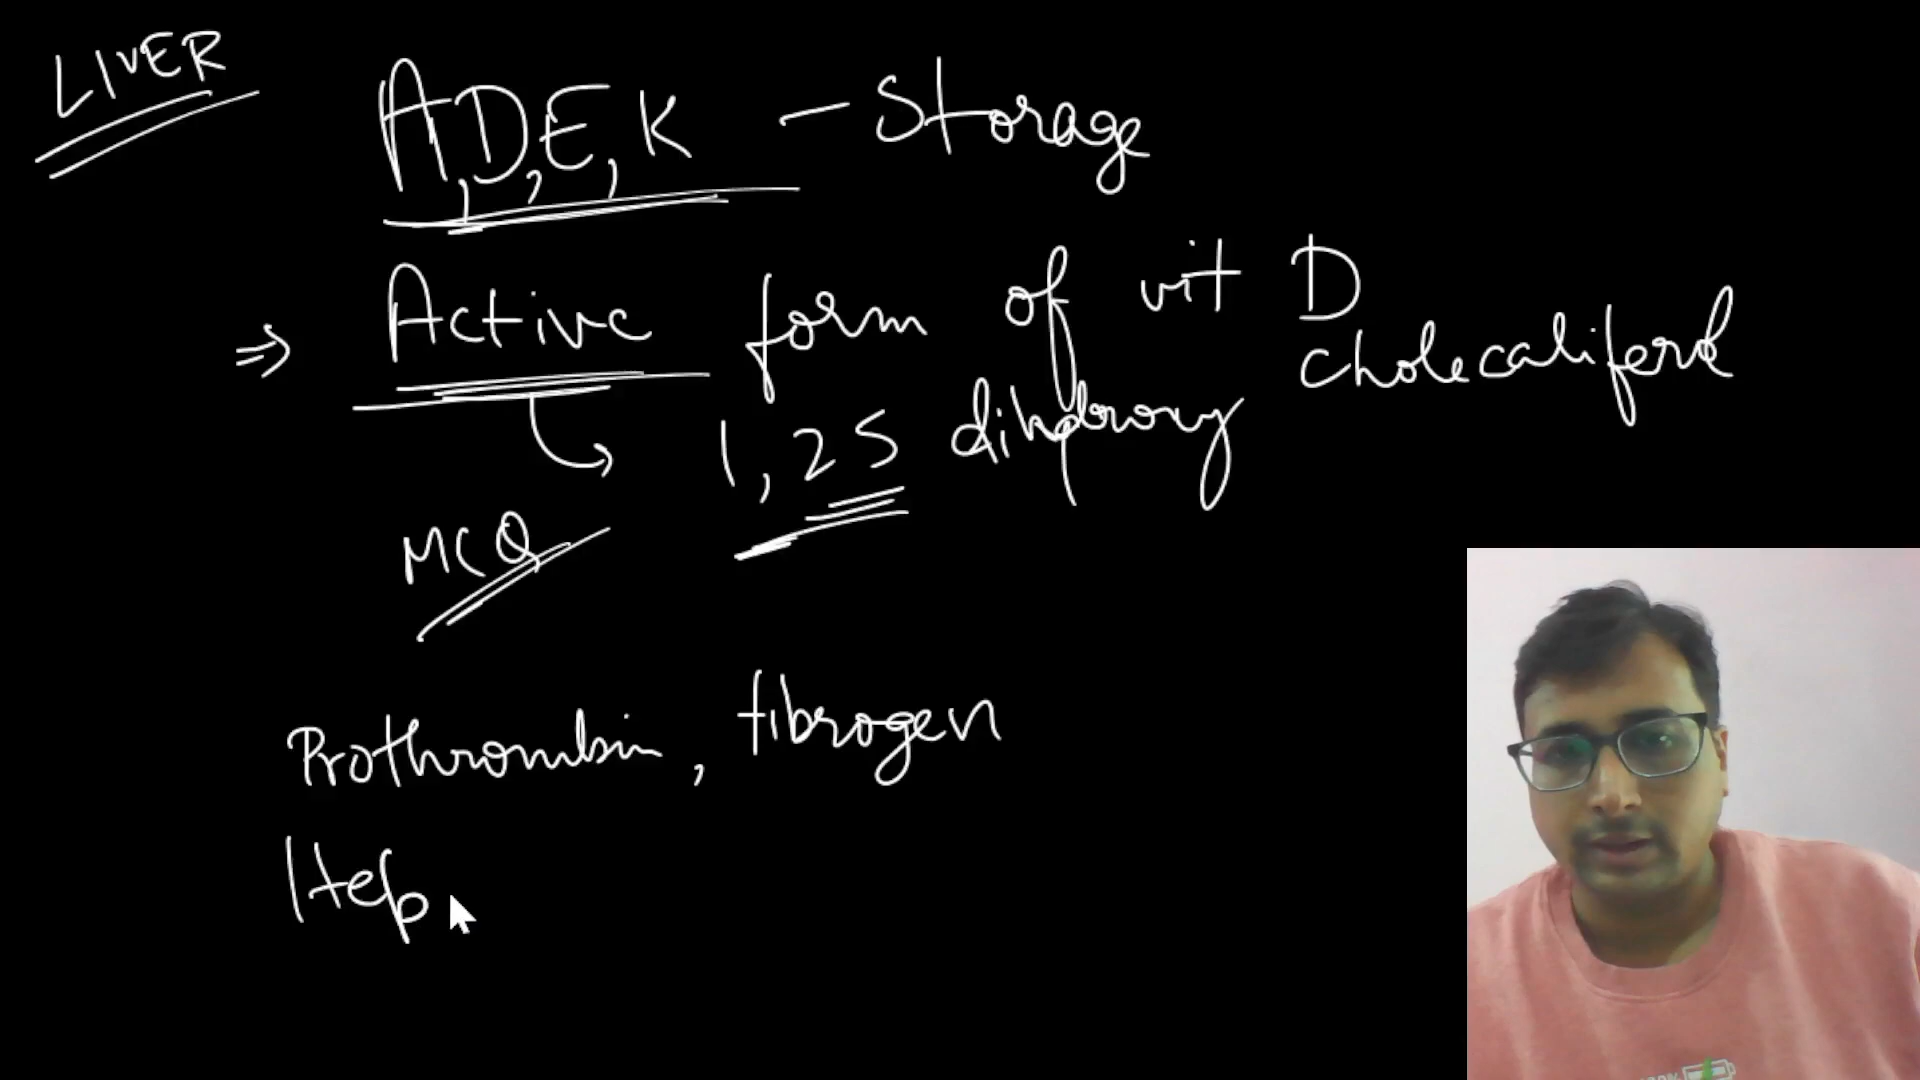 LIVER
A, D, E, K - Storage
⇒ Active form of vit D
1, 25 dihydroxy cholecaliferol
MCQ
Prothrombin, fibrogen
Hep